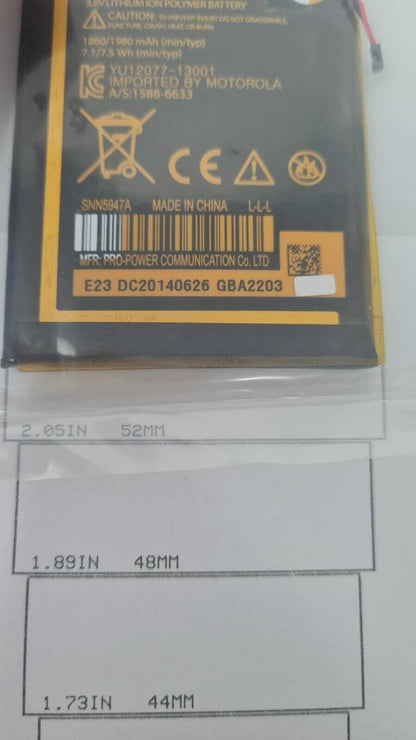 3.8V LITHIUM ION POLYMER BATTERY
CAUTION: TO PREVENT INJURY DO NOT DISASSEMBLE,
PUNCTURE, CRUSH, HEAT, OR BURN
1860/1980 mAh (min/typ)
7.1/7.5 Wh (min/typ)
YU12077-13001
IMPORTED BY MOTOROLA
A/S:1588-6633
CE
SNN5947A MADE IN CHINA L-L-L
MFR: PRO-POWER COMMUNICATION Co. LTD
E23 DC20140626 GBA2203
2.05IN 52MM
1.89IN 48MM
1.73IN 44MM